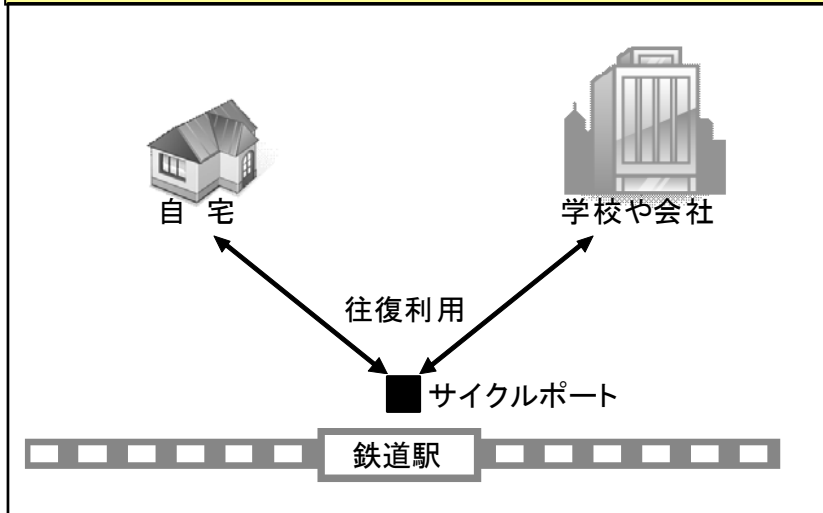 自 宅
学校や会社
往復利用
サイクルポート
鉄道駅